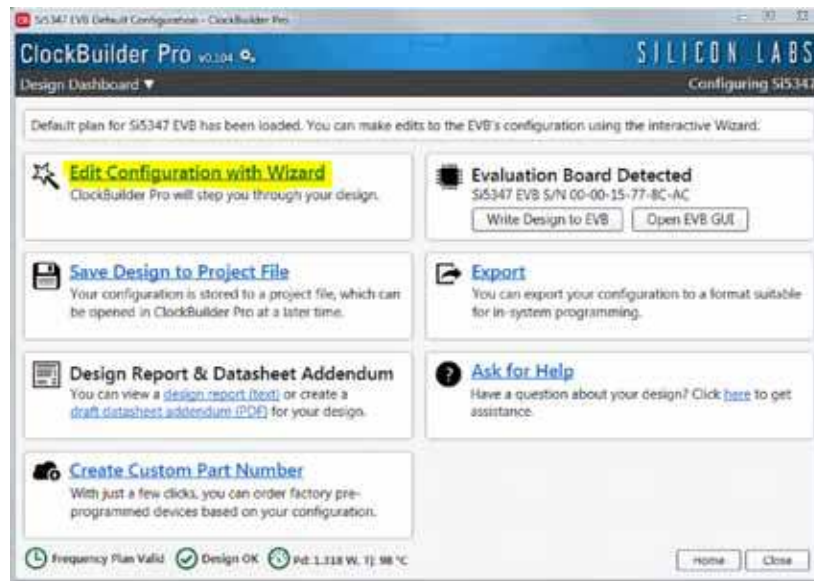 Si5347 EVB Default Configuration - ClockBuilder Pro
ClockBuilder Pro v0.104
SILICON LABS
Design Dashboard ▼
Configuring Si5347
Default plan for Si5347 EVB has been loaded. You can make edits to the EVB's configuration using the interactive Wizard.
Edit Configuration with Wizard
ClockBuilder Pro will step you through your design.
Evaluation Board Detected
Si5347 EVB S/N 00-00-15-77-8C-AC
Write Design to EVB
Open EVB GUI
Save Design to Project File
Your configuration is stored to a project file, which can
be opened in ClockBuilder Pro at a later time.
Export
You can export your configuration to a format suitable
for in-system programming.
Design Report & Datasheet Addendum
You can view a design report (text) or create a
draft datasheet addendum (PDF) for your design.
Ask for Help
Have a question about your design? Click here to get
assistance.
Create Custom Part Number
With just a few clicks, you can order factory pre-
programmed devices based on your configuration.
Frequency Plan Valid
Design OK
Pd: 1.318 W, Tj: 98 °C
Home
Close